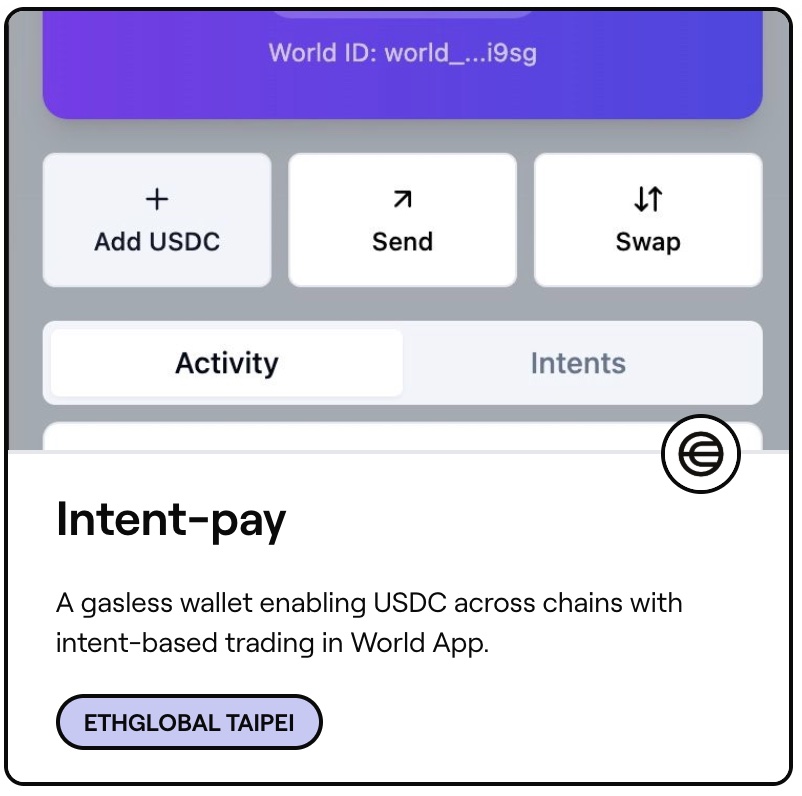 World ID: world_...i9sg
Add USDC
Send
Swap
Activity
Intents
Intent-pay
A gasless wallet enabling USDC across chains with
intent-based trading in World App.
ETHGLOBAL TAIPEI